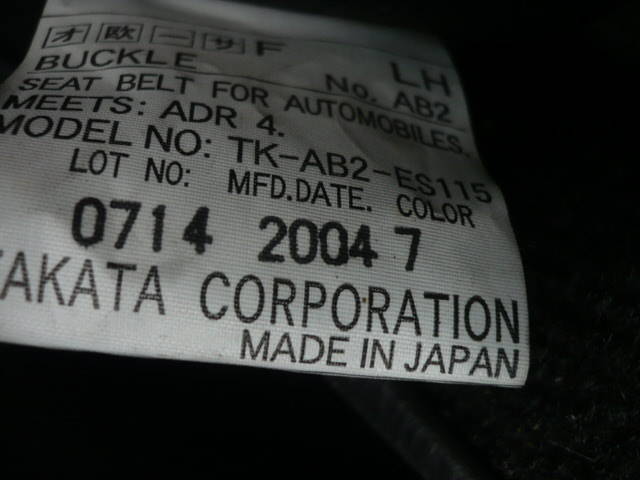 オ 欧 一 サ F LH
BUCKLE No. AB2
SEAT BELT FOR AUTOMOBILES.
MEETS: ADR 4.
MODEL NO: TK-AB2-ES115
LOT NO: MFD.DATE. COLOR
0714 2004 7
TAKATA CORPORATION
MADE IN JAPAN